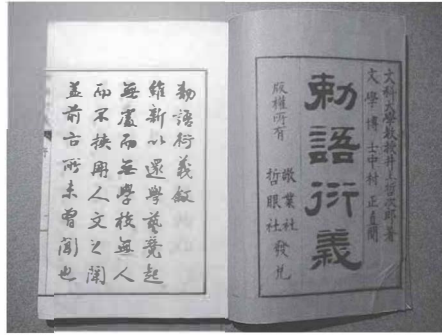 文科大學教授井上哲次郎著
文學博士中村正直閲
勅語衍義
版權所有
敬業社
哲眼社
發兌
勅語衍義敍
維新以還學藝競起
無處而無學校無人
而不挾冊人文之開
蓋前古所未曾聞也